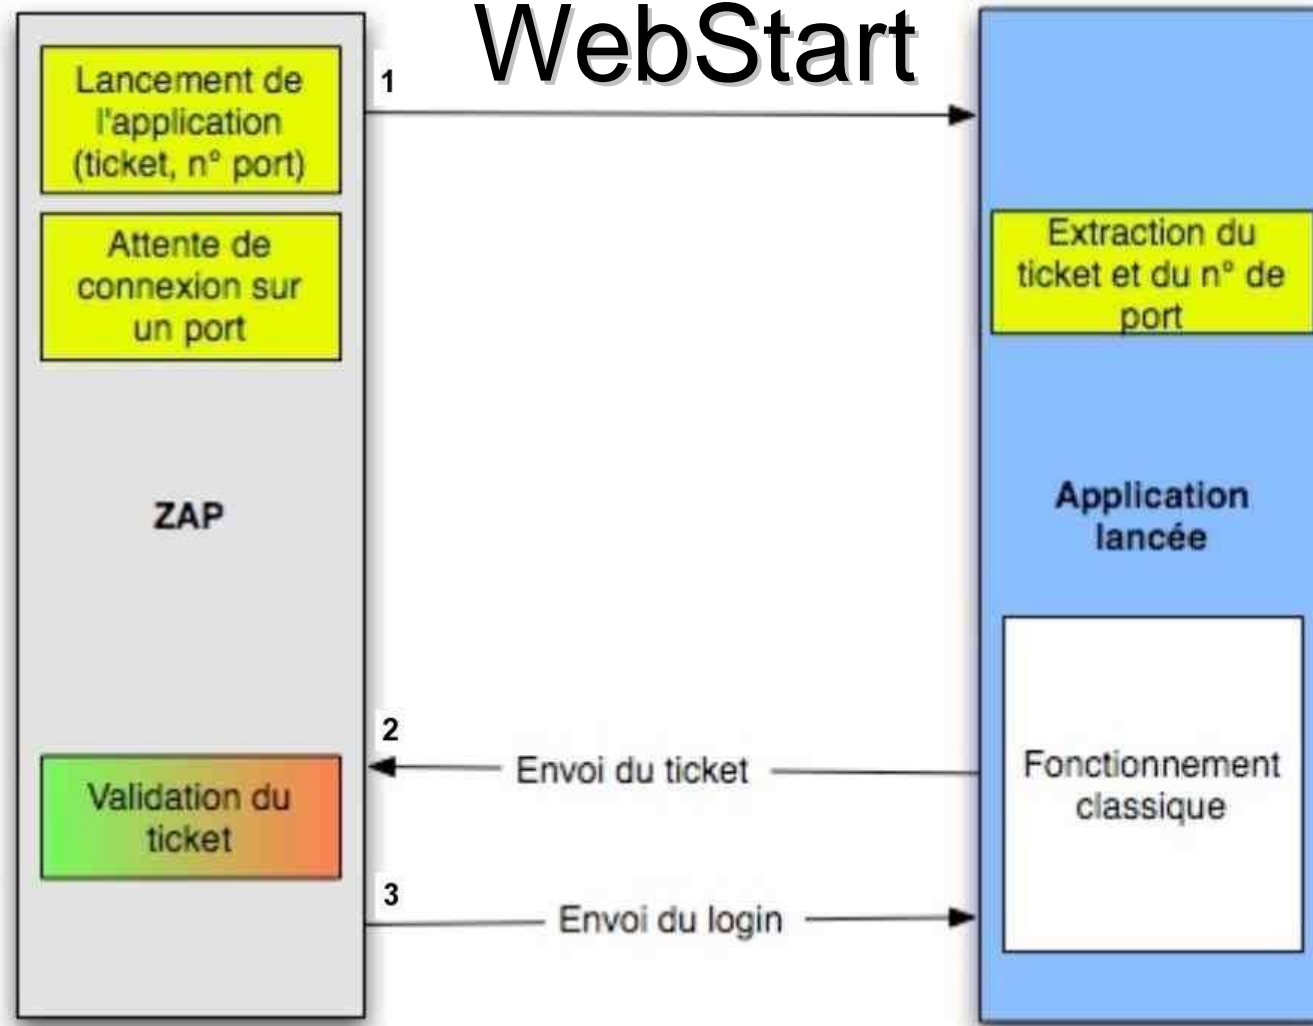 WebStart
Lancement de
l'application
(ticket, n° port)
1
Attente de
connexion sur
un port
Extraction du
ticket et du n° de
port
ZAP
Application
lancée
2
Envoi du ticket
Validation du
ticket
Fonctionnement
classique
3
Envoi du login